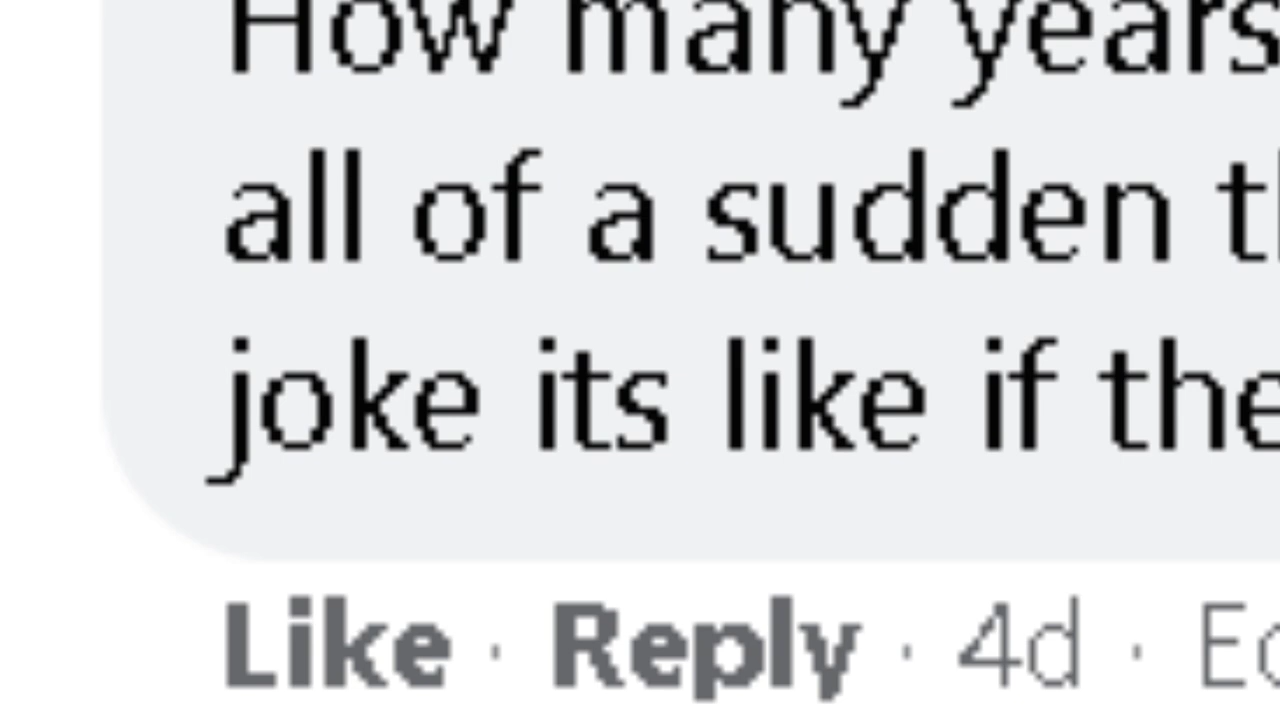 How many years
all of a sudden
joke its like if the
Like · Reply · 4d ·